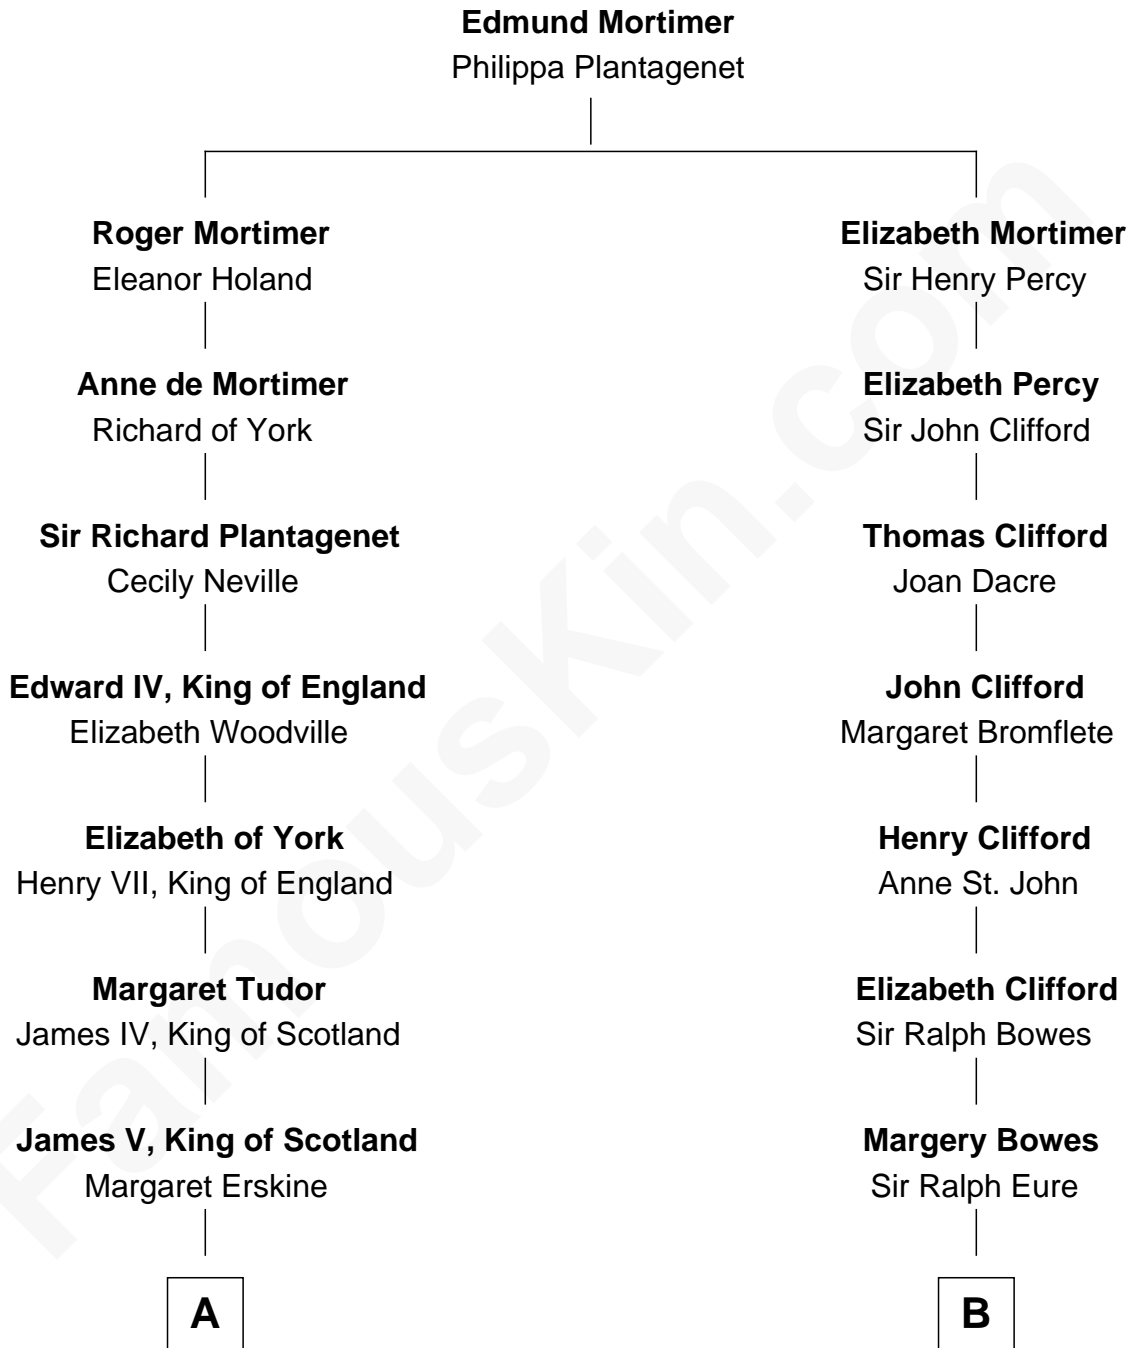 Edmund Mortimer
Philippa Plantagenet
Roger Mortimer
Eleanor Holand
Anne de Mortimer
Richard of York
Sir Richard Plantagenet
Cecily Neville
Edward IV, King of England
Elizabeth Woodville
Elizabeth of York
Henry VII, King of England
Margaret Tudor
James IV, King of Scotland
James V, King of Scotland
Margaret Erskine
A
Elizabeth Mortimer
Sir Henry Percy
Elizabeth Percy
Sir John Clifford
Thomas Clifford
Joan Dacre
John Clifford
Margaret Bromflete
Henry Clifford
Anne St. John
Elizabeth Clifford
Sir Ralph Bowes
Margery Bowes
Sir Ralph Eure
B
FamousKin.com